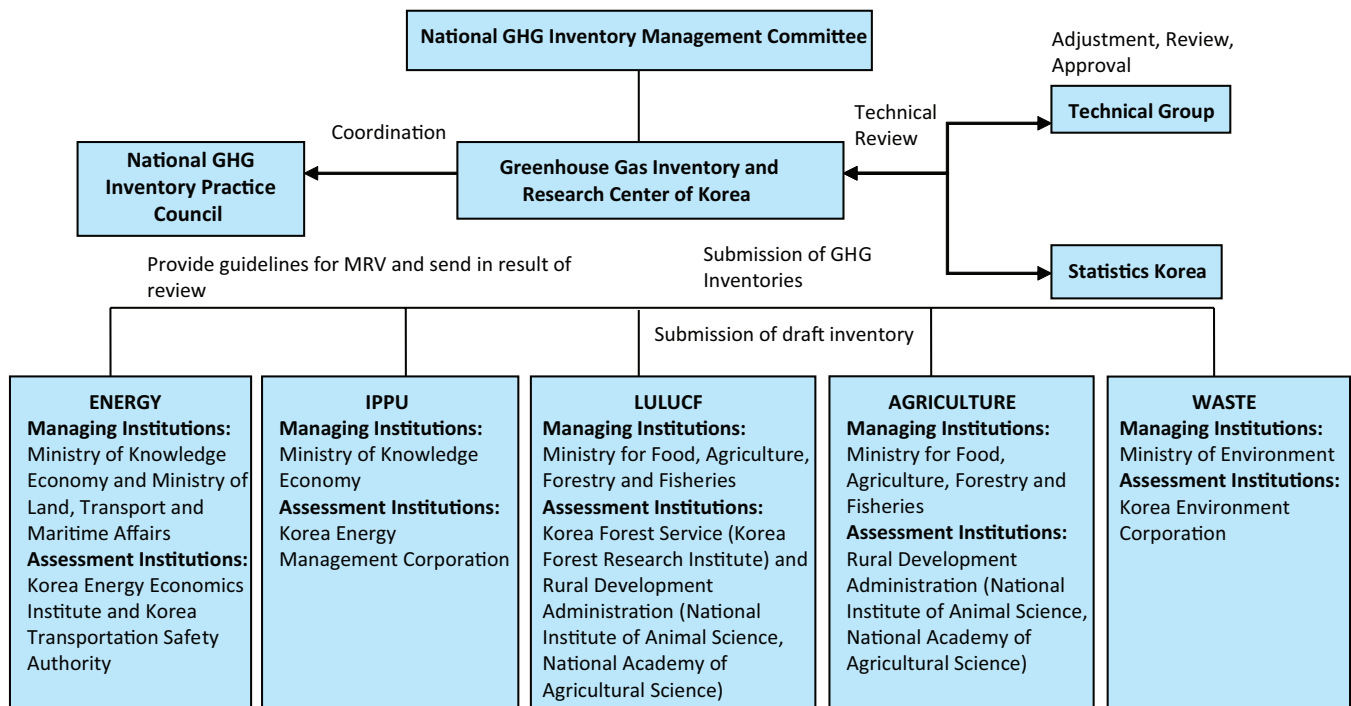 National GHG Inventory Management Committee
Adjustment, Review,
Approval
Technical Group
Technical
Review
Coordination
National GHG
Inventory Practice
Council
Greenhouse Gas Inventory and
Research Center of Korea
Statistics Korea
Provide guidelines for MRV and send in result of
review
Submission of GHG
Inventories
Submission of draft inventory
ENERGY
Managing Institutions:
Ministry of Knowledge
Economy and Ministry of
Land, Transport and
Maritime Affairs
Assessment Institutions:
Korea Energy Economics
Institute and Korea
Transportation Safety
Authority
IPPU
Managing Institutions:
Ministry of Knowledge
Economy
Assessment Institutions:
Korea Energy
Management Corporation
LULUCF
Managing Institutions:
Ministry for Food, Agriculture,
Forestry and Fisheries
Assessment Institutions:
Korea Forest Service (Korea
Forest Research Institute) and
Rural Development
Administration (National
Institute of Animal Science,
National Academy of
Agricultural Science)
AGRICULTURE
Managing Institutions:
Ministry for Food,
Agriculture, Forestry and
Fisheries
Assessment Institutions:
Rural Development
Administration (National
Institute of Animal Science,
National Academy of
Agricultural Science)
WASTE
Managing Institutions:
Ministry of Environment
Assessment Institutions:
Korea Environment
Corporation